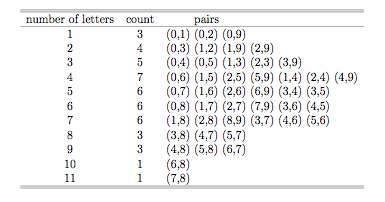 number of letters count pairs
1 3 (0,1) (0,2) (0,9)
2 4 (0,3) (1,2) (1,9) (2,9)
3 5 (0,4) (0,5) (1,3) (2,3) (3,9)
4 7 (0,6) (1,5) (2,5) (5,9) (1,4) (2,4) (4,9)
5 6 (0,7) (1,6) (2,6) (6,9) (3,4) (3,5)
6 6 (0,8) (1,7) (2,7) (7,9) (3,6) (4,5)
7 6 (1,8) (2,8) (8,9) (3,7) (4,6) (5,6)
8 3 (3,8) (4,7) (5,7)
9 3 (4,8) (5,8) (6,7)
10 1 (6,8)
11 1 (7,8)